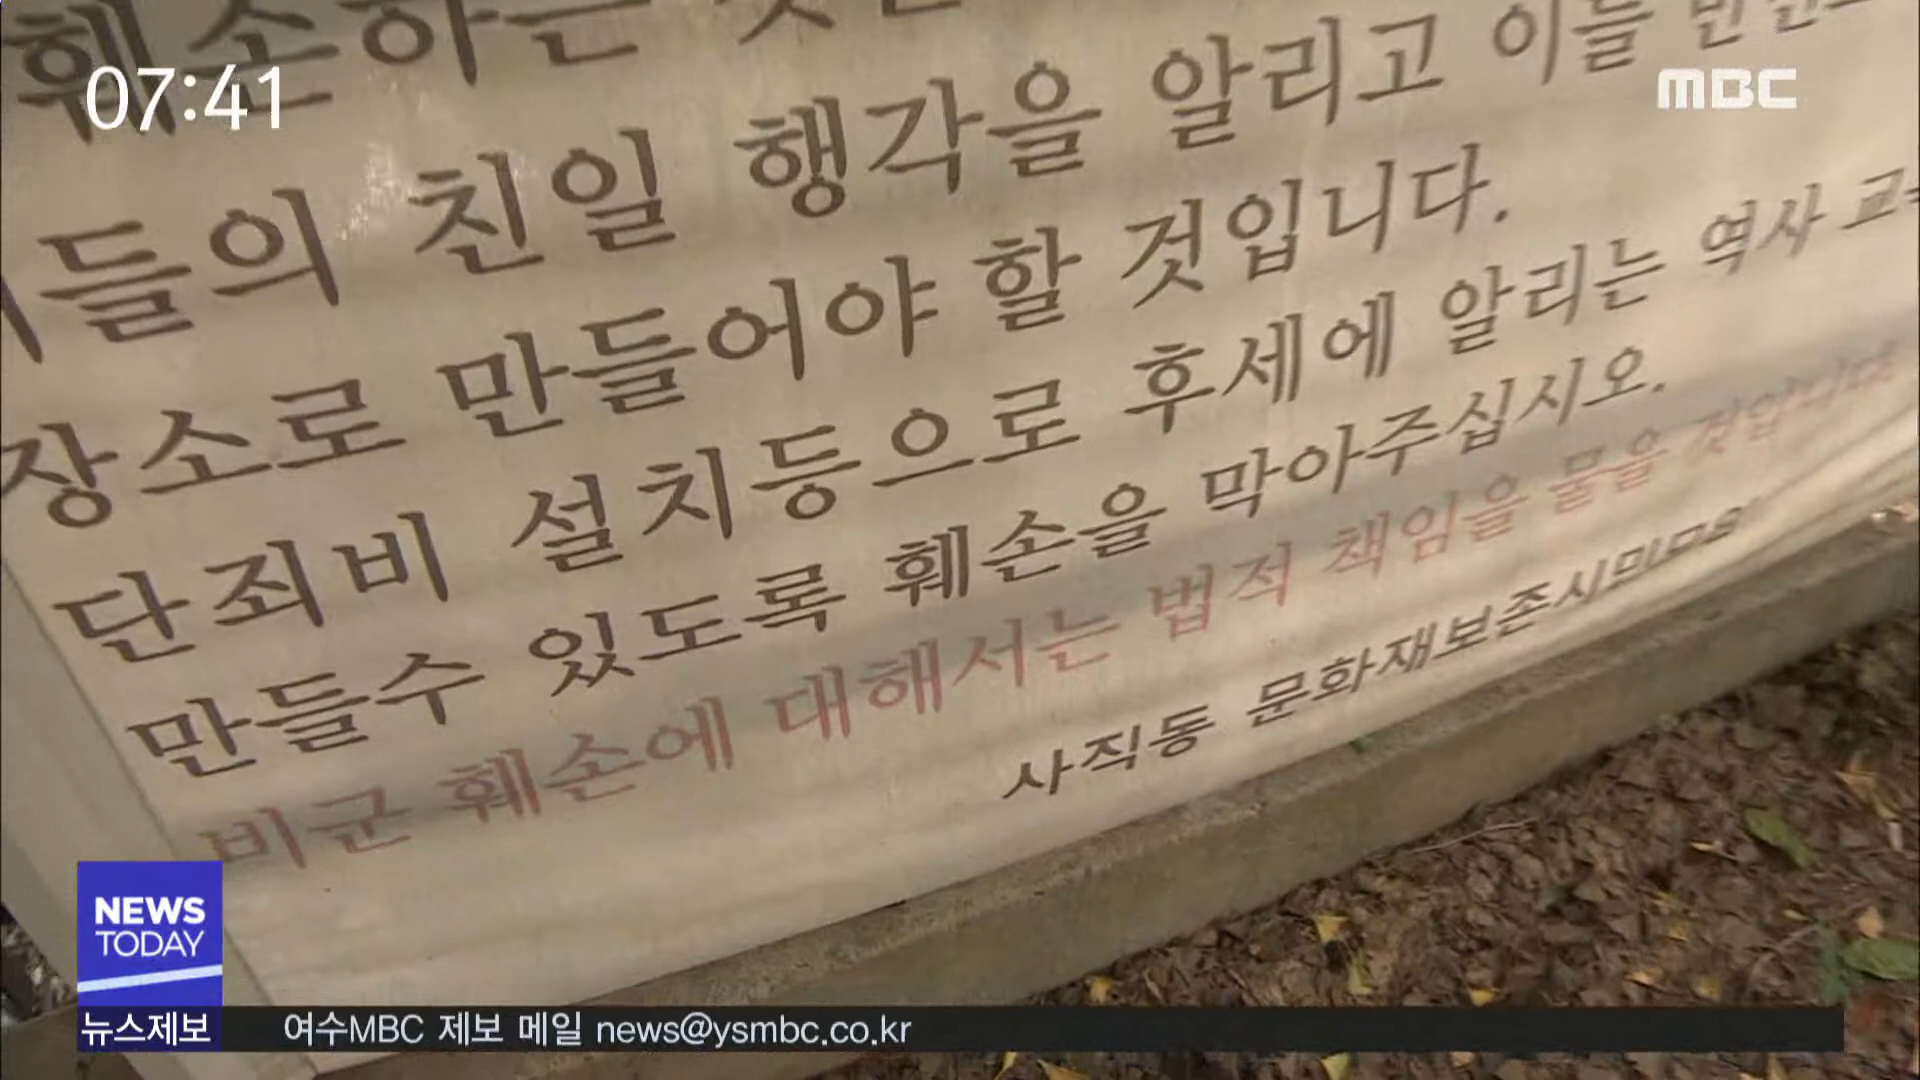 훼손하는 것은
07:41
MBC
들의 친일 행각을 알리고 이들
장소로 만들어야 할 것입니다.
단죄비 설치등으로 후세에 알리는 역사
만들수 있도록 훼손을 막아주십시오.
비군 훼손에 대해서는 법적 책임을 물을 것입니다
사직동 문화재보존시민모임
NEWS
TODAY
뉴스제보
여수MBC 제보 메일 news@ysmbc.co.kr